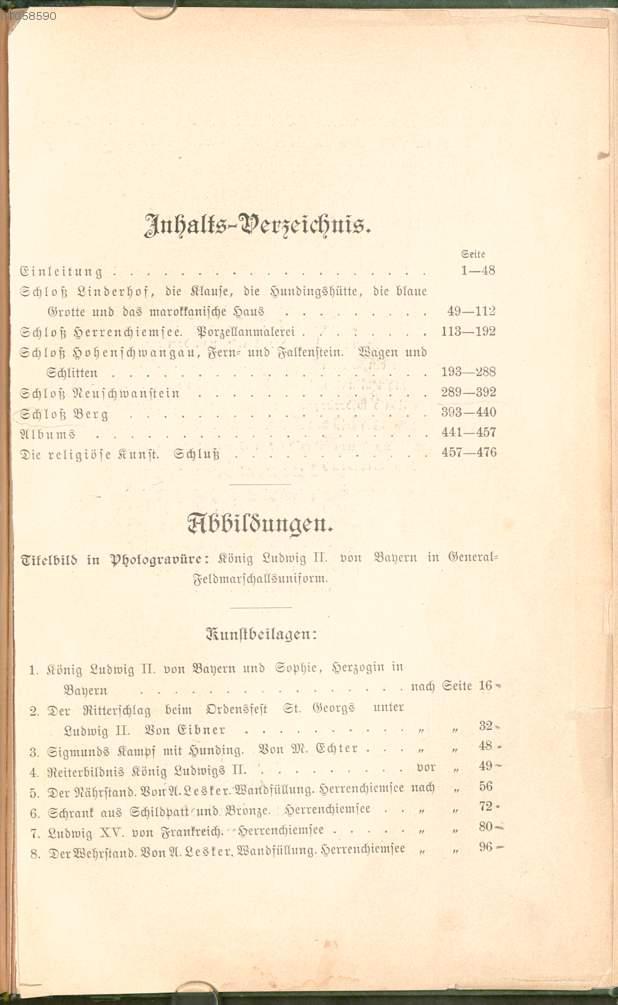 Inhalts-Verzeichnis.
Seite
Einleitung . . . . . . . . . . . . . . . . . . . . . . . 1—48
Schloß Linderhof, die Klause, die Hundingshütte, die blaue
Grotte und das marokkanische Haus . . . . . . . . . 49—112
Schloß Herrenchiemsee. Porzellanmalerei . . . . . . . . . 113—192
Schloß Hohenschwangau, Fern- und Falkenstein. Wagen und
Schlitten . . . . . . . . . . . . . . . . . . . . . . . 193—288
Schloß Neuschwanstein . . . . . . . . . . . . . . . . . 289—392
Schloß Berg . . . . . . . . . . . . . . . . . . . . . . 393—440
Albums . . . . . . . . . . . . . . . . . . . . . . . . 441—457
Die religiöse Kunst. Schluß . . . . . . . . . . . . . . 457—476
Abbildungen.
Titelbild in Photogravüre: König Ludwig II. von Bayern in General-
Feldmarschallsuniform.
Kunstbeilagen:
1. König Ludwig II. von Bayern und Sophie, Herzogin in
Bayern . . . . . . . . . . . . . . . . nach Seite 16
2. Der Ritterschlag beim Ordensfest St. Georgs unter
Ludwig II. Von Eibner . . . . . . . . . . „ „ 32
3. Sigmunds Kampf mit Hunding. Von M. Echter . . . „ „ 48
4. Reiterbildnis König Ludwigs II. . . . . . . . . . vor „ 49
5. Der Nährstand. Von A. Lesker. Wandfüllung. Herrenchiemsee nach „ 56
6. Schrank aus Schildpatt und Bronze. Herrenchiemsee . . „ „ 72
7. Ludwig XV. von Frankreich. Herrenchiemsee . . . . . „ „ 80
8. Der Wehrstand. Von A. Lesker. Wandfüllung. Herrenchiemsee „ „ 96